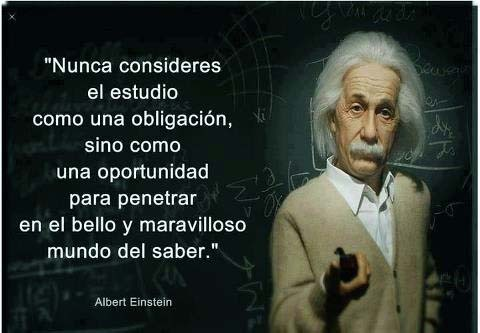 "Nunca consideres
el estudio
como una obligación,
sino como
una oportunidad
para penetrar
en el bello y maravilloso
mundo del saber."
Albert Einstein